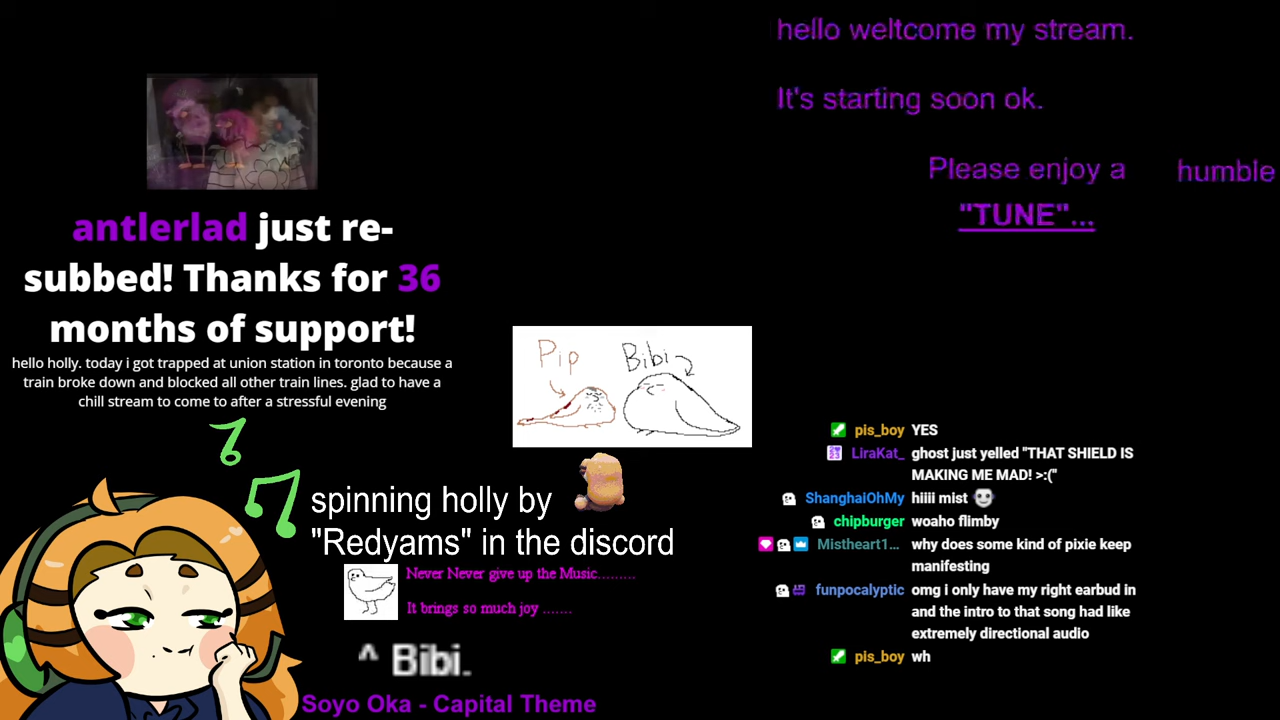 hello weltcome my stream.
It's starting soon ok.
Please enjoy a humble
"TUNE"...
antlerlad just re-
subbed! Thanks for 36
months of support!
hello holly. today i got trapped at union station in toronto because a
train broke down and blocked all other train lines. glad to have a
chill stream to come to after a stressful evening
Pip
Bibi
spinning holly by
"Redyams" in the discord
Never Never give up the Music.........
It brings so much joy .......
^ Bibi.
Soyo Oka - Capital Theme
pis_boy YES
LiraKat_ ghost just yelled "THAT SHIELD IS
MAKING ME MAD! >:("
ShanghaiOhMy hiiii mist
chipburger woaho flimby
Mistheart1... why does some kind of pixie keep
manifesting
funpocalyptic omg i only have my right earbud in
and the intro to that song had like
extremely directional audio
pis_boy wh